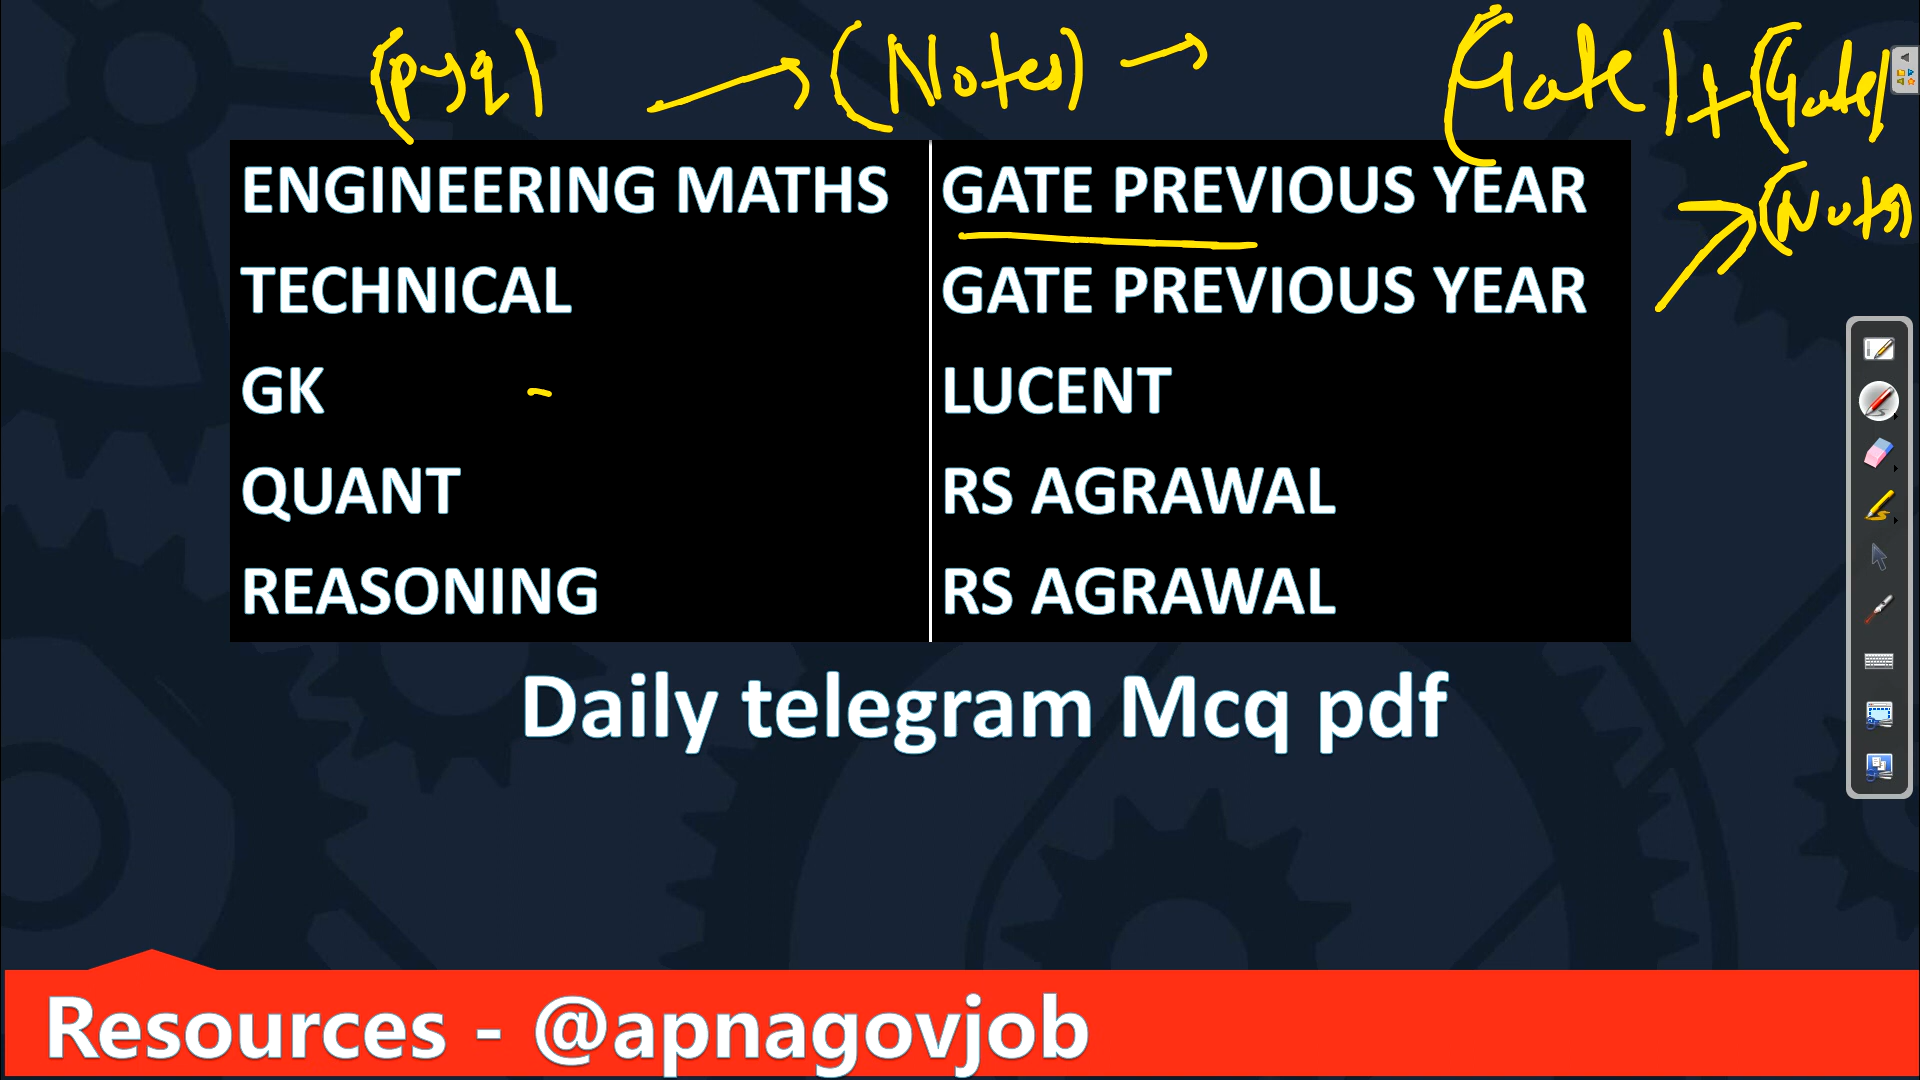 (pyq) → (Notes) → (Gate) + (Gate)
ENGINEERING MATHS GATE PREVIOUS YEAR
→ (Notes)
TECHNICAL GATE PREVIOUS YEAR
GK - LUCENT
QUANT RS AGRAWAL
REASONING RS AGRAWAL
Daily telegram Mcq pdf
Resources - @apnagovjob